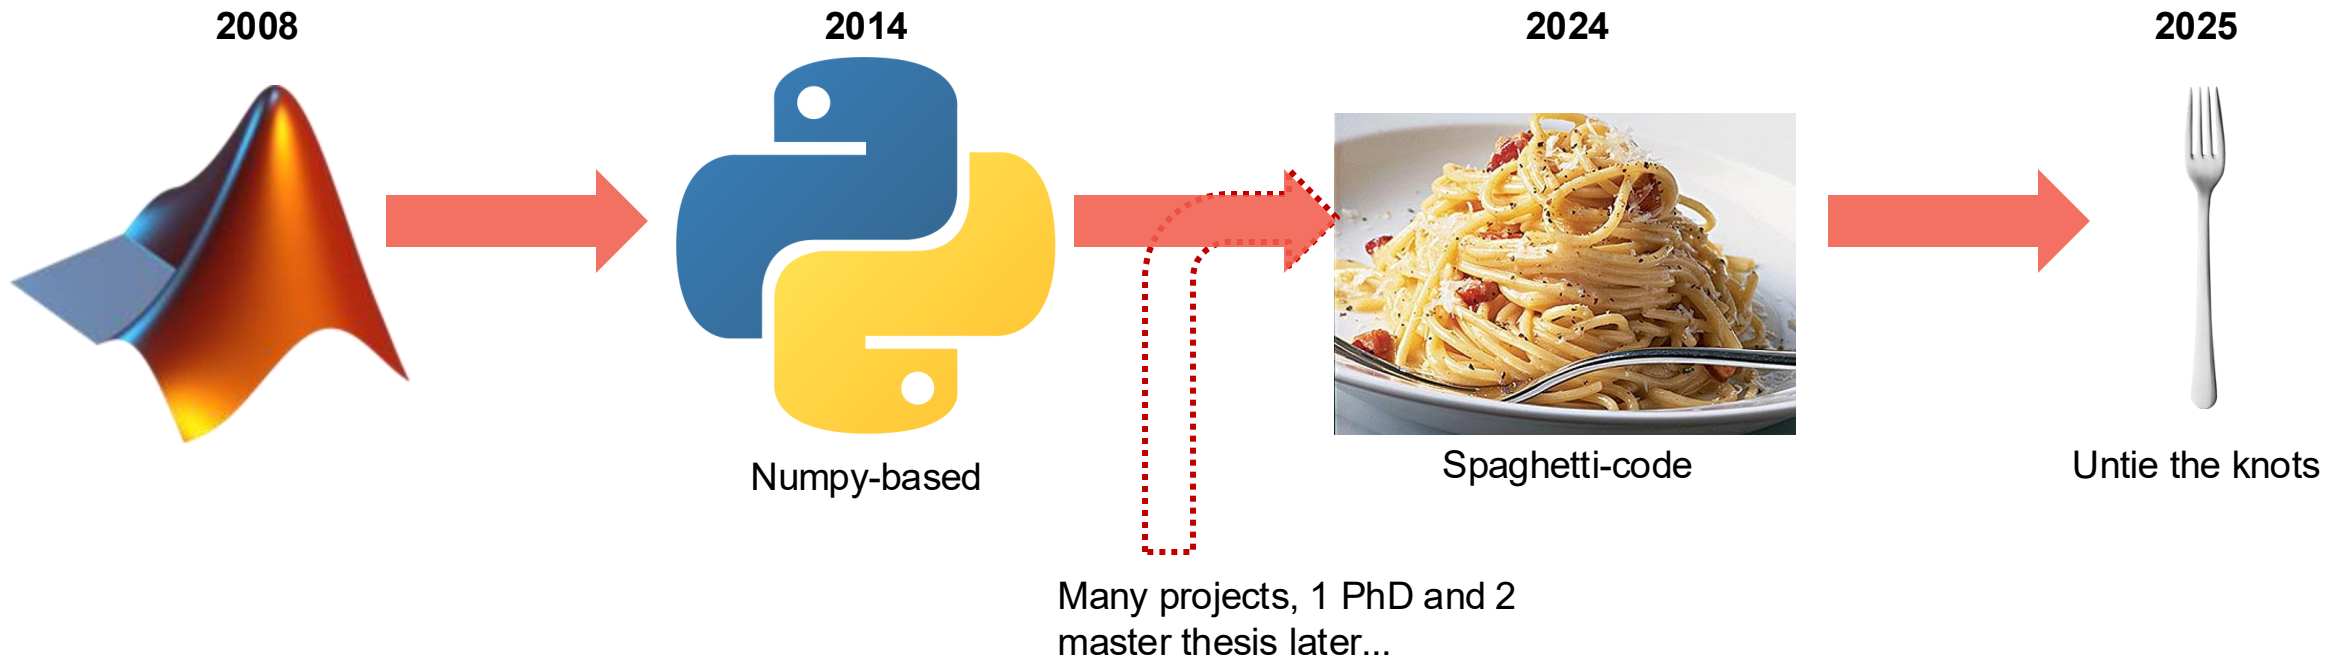 2008
2014
2024
2025
Numpy-based
Spaghetti-code
Untie the knots
Many projects, 1 PhD and 2
master thesis later...